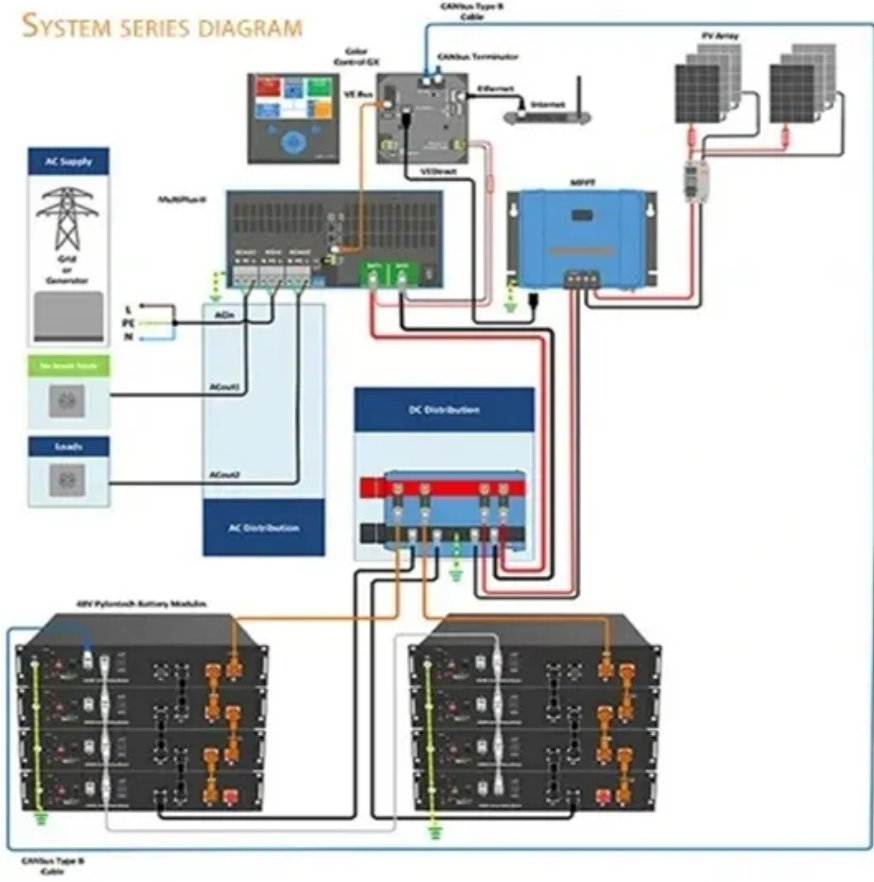 SYSTEM SERIES DIAGRAM
CANbus Type B
Cable
Color
Control GX
CANbus Terminator
PV Array
VE Bus
Ethernet
Internet
AC Supply
VEDirect
MPPT
MultiPlus-II
Grid
or
Generator
L
PE
N
ACin
ACout1
DC Distribution
Loads
ACout2
AC Distribution
48V Pylontech Battery Modules
CANbus Type B
Cable